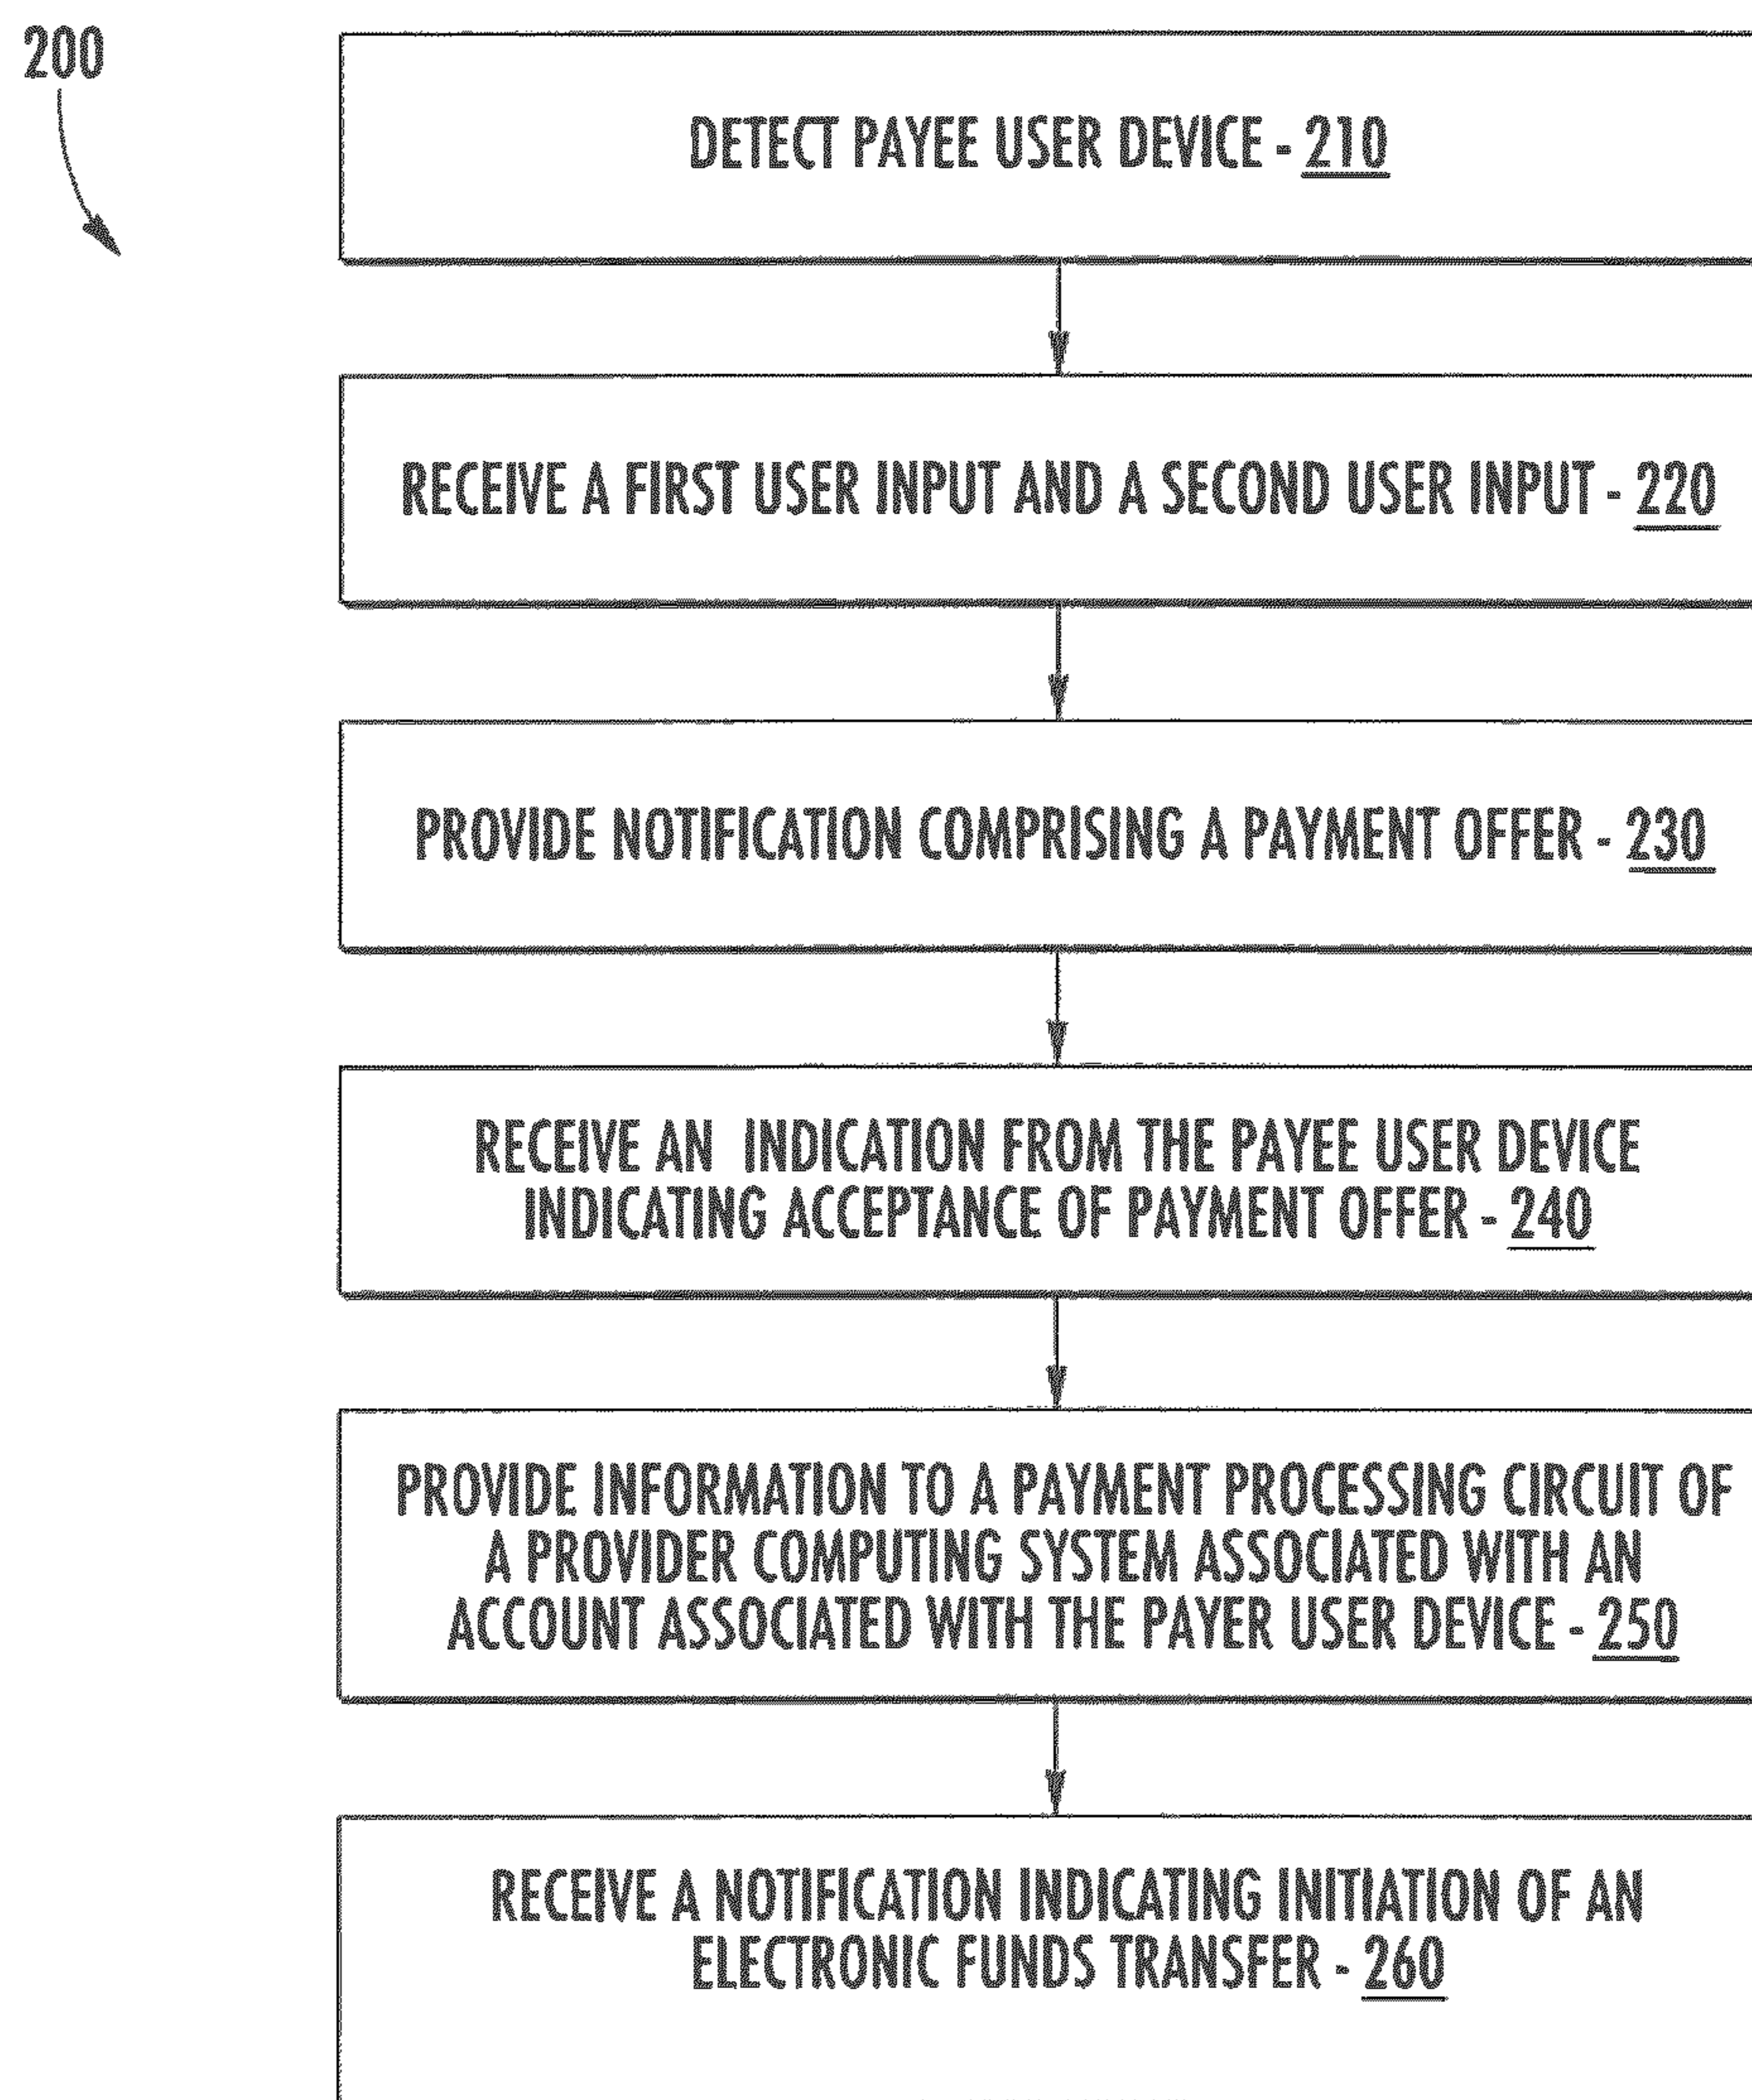 200
DETECT PAYEE USER DEVICE - 210
RECEIVE A FIRST USER INPUT AND A SECOND USER INPUT - 220
PROVIDE NOTIFICATION COMPRISING A PAYMENT OFFER - 230
RECEIVE AN INDICATION FROM THE PAYEE USER DEVICE
INDICATING ACCEPTANCE OF PAYMENT OFFER - 240
PROVIDE INFORMATION TO A PAYMENT PROCESSING CIRCUIT OF
A PROVIDER COMPUTING SYSTEM ASSOCIATED WITH AN
ACCOUNT ASSOCIATED WITH THE PAYER USER DEVICE - 250
RECEIVE A NOTIFICATION INDICATING INITIATION OF AN
ELECTRONIC FUNDS TRANSFER - 260